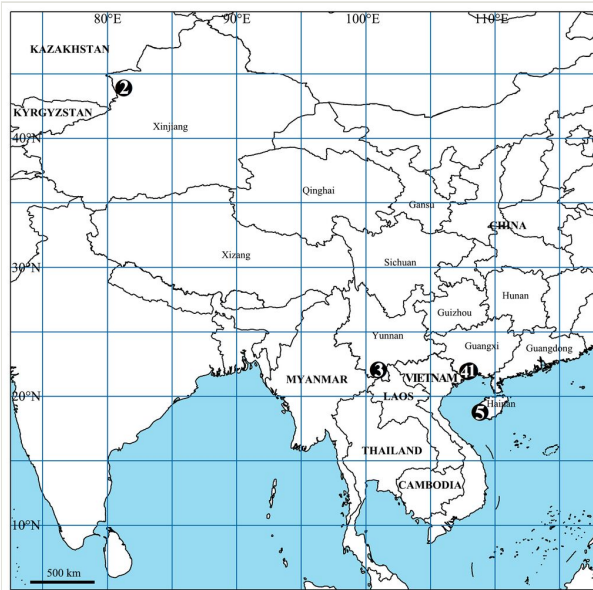 80°E 90°E 100°E 110°E
KAZAKHSTAN
2
KYRGYZSTAN
Xinjiang
40°N
Qinghai
Gansu
CHINA
Xizang
Sichuan
30°N
Hunan
Guizhou
Yunnan
Guangxi
Guangdong
3
41
MYANMAR
VIETNAM
LAOS
20°N
Hainan
5
THAILAND
CAMBODIA
10°N
500 km